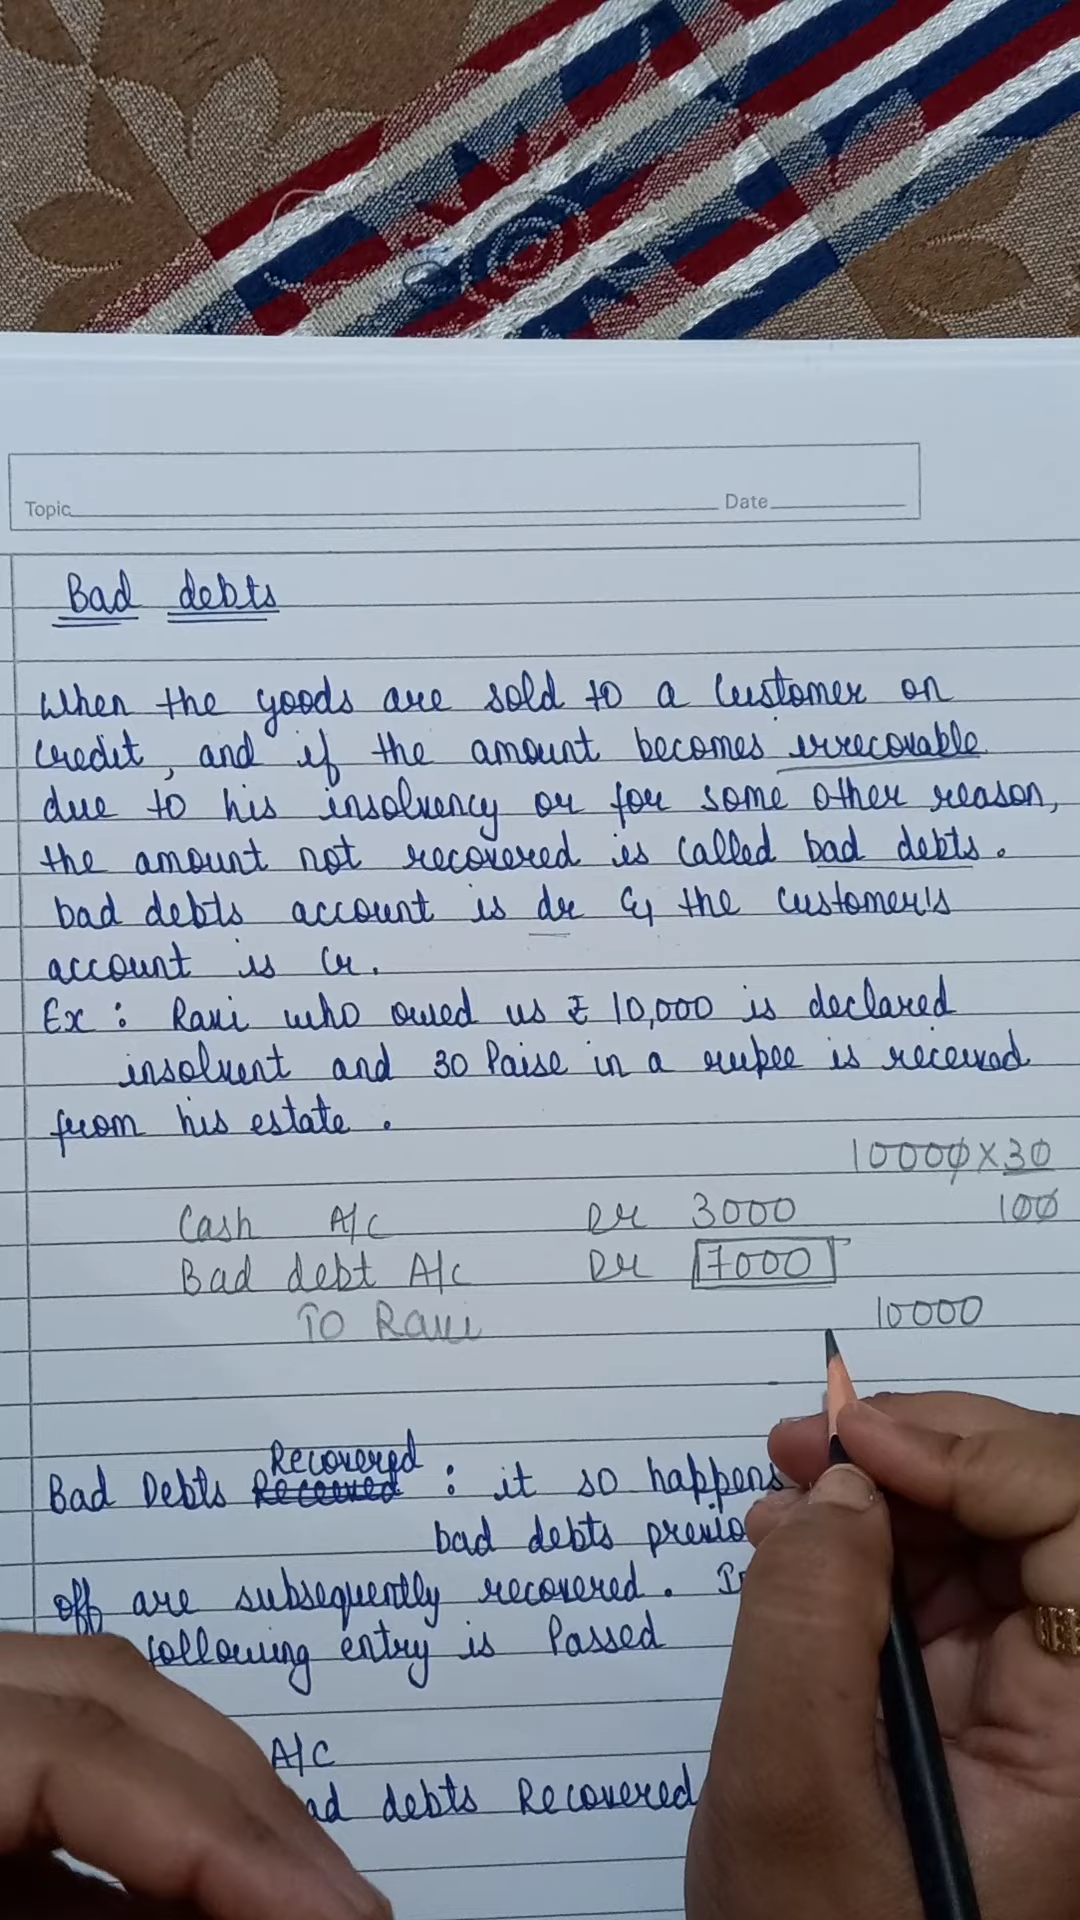 Topic Date
Bad debts
When the goods are sold to a customer on
credit, and if the amount becomes irrecovable
due to his insolvency or for some other reason,
the amount not recovered is called bad debts.
bad debts account is dr & the customer's
account is cr.
Ex : Ravi who owed us ₹ 10,000 is declared
insolvent and 30 Paise in a rupee is received
from his estate.
10000 X 30
100
Cash A/c Dr 3000
Bad debt A/c Dr 7000
To Ravi 10000
Recovered
Bad Debts Received : it so happens
bad debts
off are subsequently recovered.
following entry is Passed
A/C
debts Recovered